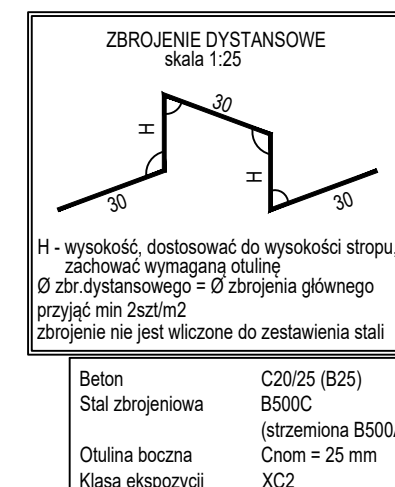 ZBROJENIE DYSTANSOWE
skala 1:25
30
H
H
30
30
H - wysokość, dostosować do wysokości stropu,
zachować wymaganą otulinę
Ø zbr.dystansowego = Ø zbrojenia głównego
przyjąć min 2szt/m2
zbrojenie nie jest wliczone do zestawienia stali
Beton C20/25 (B25)
Stal zbrojeniowa B500C
(strzemiona B500
Otulina boczna Cnom = 25 mm
Klasa ekspozycji XC2